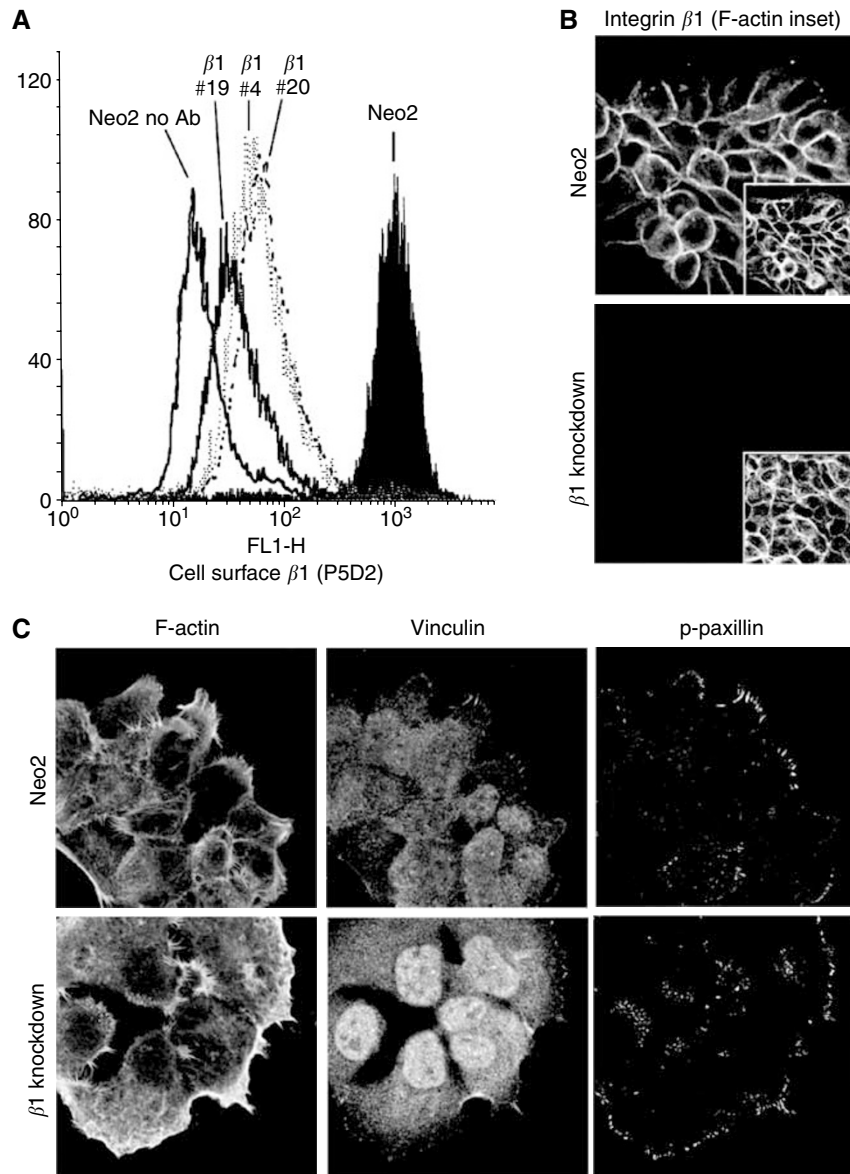 A
β1 β1 β1
#19 #4 #20
Neo2 no Ab
Neo2
120
80
40
0
10⁰ 10¹ 10² 10³
FL1-H
Cell surface β1 (P5D2)
B
Integrin β1 (F-actin inset)
Neo2
β1 knockdown
C
F-actin Vinculin p-paxillin
Neo2
β1 knockdown